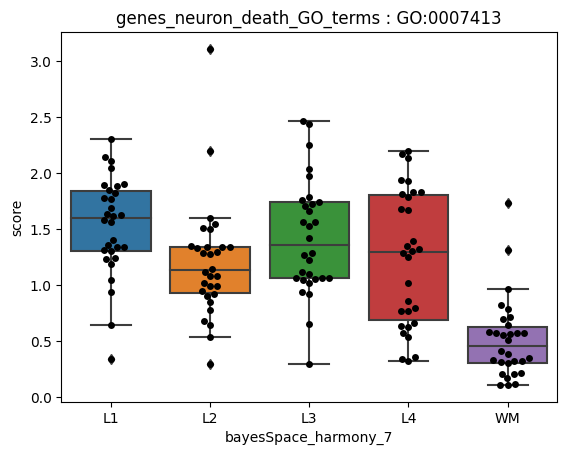 genes_neuron_death_GO_terms : GO:0007413
score
3.0
2.5
2.0
1.5
1.0
0.5
0.0
L1 L2 L3 L4 WM
bayesSpace_harmony_7